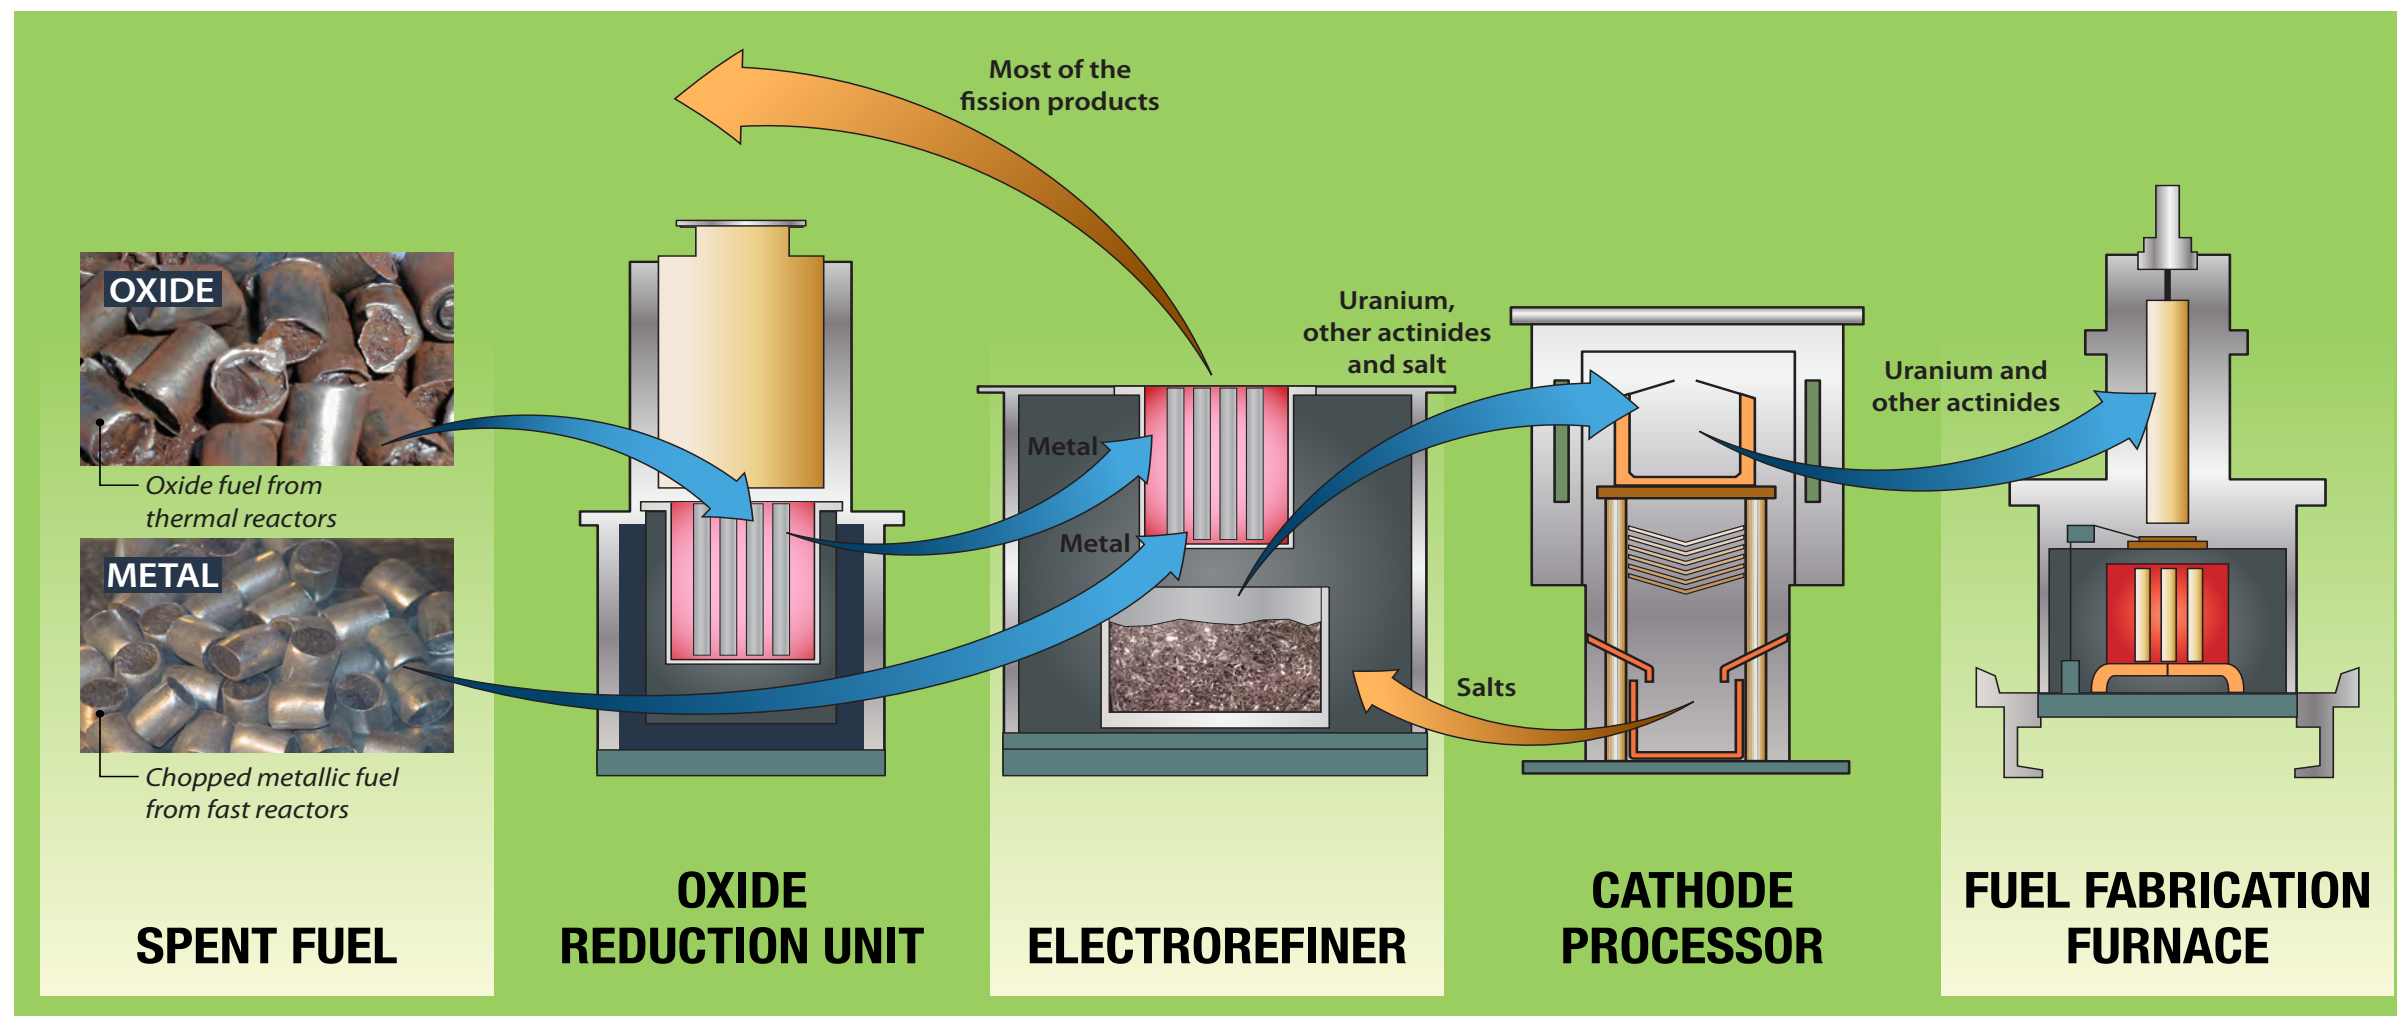 Most of the
fission products
OXIDE
Oxide fuel from
thermal reactors
METAL
Chopped metallic fuel
from fast reactors
Metal
Metal
Uranium,
other actinides
and salt
Salts
Uranium and
other actinides
SPENT FUEL
OXIDE
REDUCTION UNIT
ELECTROREFINER
CATHODE
PROCESSOR
FUEL FABRICATION
FURNACE